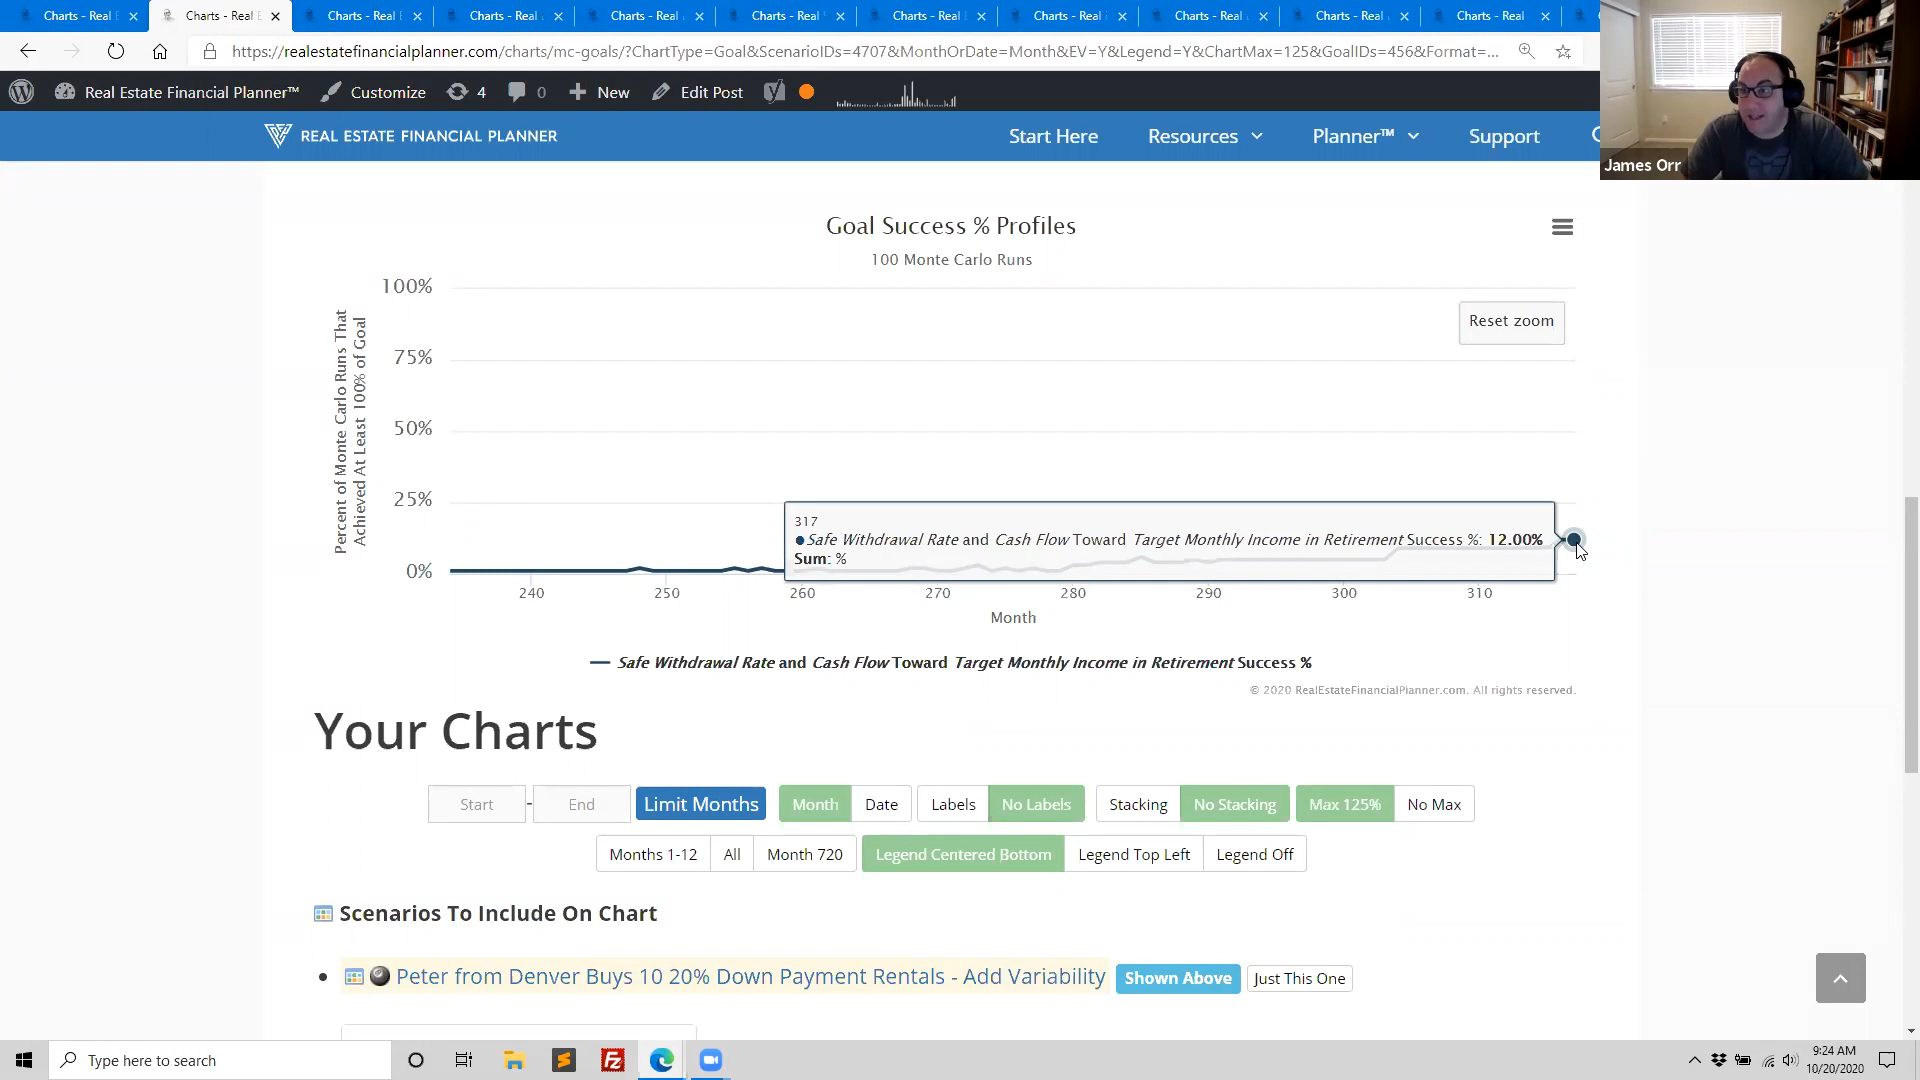 Charts - Real E
Charts - Real E
Charts - Real E
Charts - Real
Charts - Real
Charts - Real
Charts - Real
Charts - Real
Charts - Real
Charts - Real
Charts - Real
https://realestatefinancialplanner.com/charts/mc-goals/?ChartType=Goal&ScenarioIDs=4707&MonthOrDate=Month&EV=Y&Legend=Y&ChartMax=125&GoalIDs=456&Format=...
Real Estate Financial Planner™ Customize 4 0 New Edit Post
REAL ESTATE FINANCIAL PLANNER
Start Here Resources Planner™ Support
James Orr
Goal Success % Profiles
100 Monte Carlo Runs
Reset zoom
Percent of Monte Carlo Runs That
Achieved At Least 100% of Goal
100%
75%
50%
25%
0%
317
Safe Withdrawal Rate and Cash Flow Toward Target Monthly Income in Retirement Success %: 12.00%
Sum: %
240 250 260 270 280 290 300 310
Month
Safe Withdrawal Rate and Cash Flow Toward Target Monthly Income in Retirement Success %
© 2020 RealEstateFinancialPlanner.com. All rights reserved.
Your Charts
Start - End Limit Months Month Date Labels No Labels Stacking No Stacking Max 125% No Max
Months 1-12 All Month 720 Legend Centered Bottom Legend Top Left Legend Off
Scenarios To Include On Chart
Peter from Denver Buys 10 20% Down Payment Rentals - Add Variability Shown Above Just This One
Type here to search
9:24 AM
10/20/2020